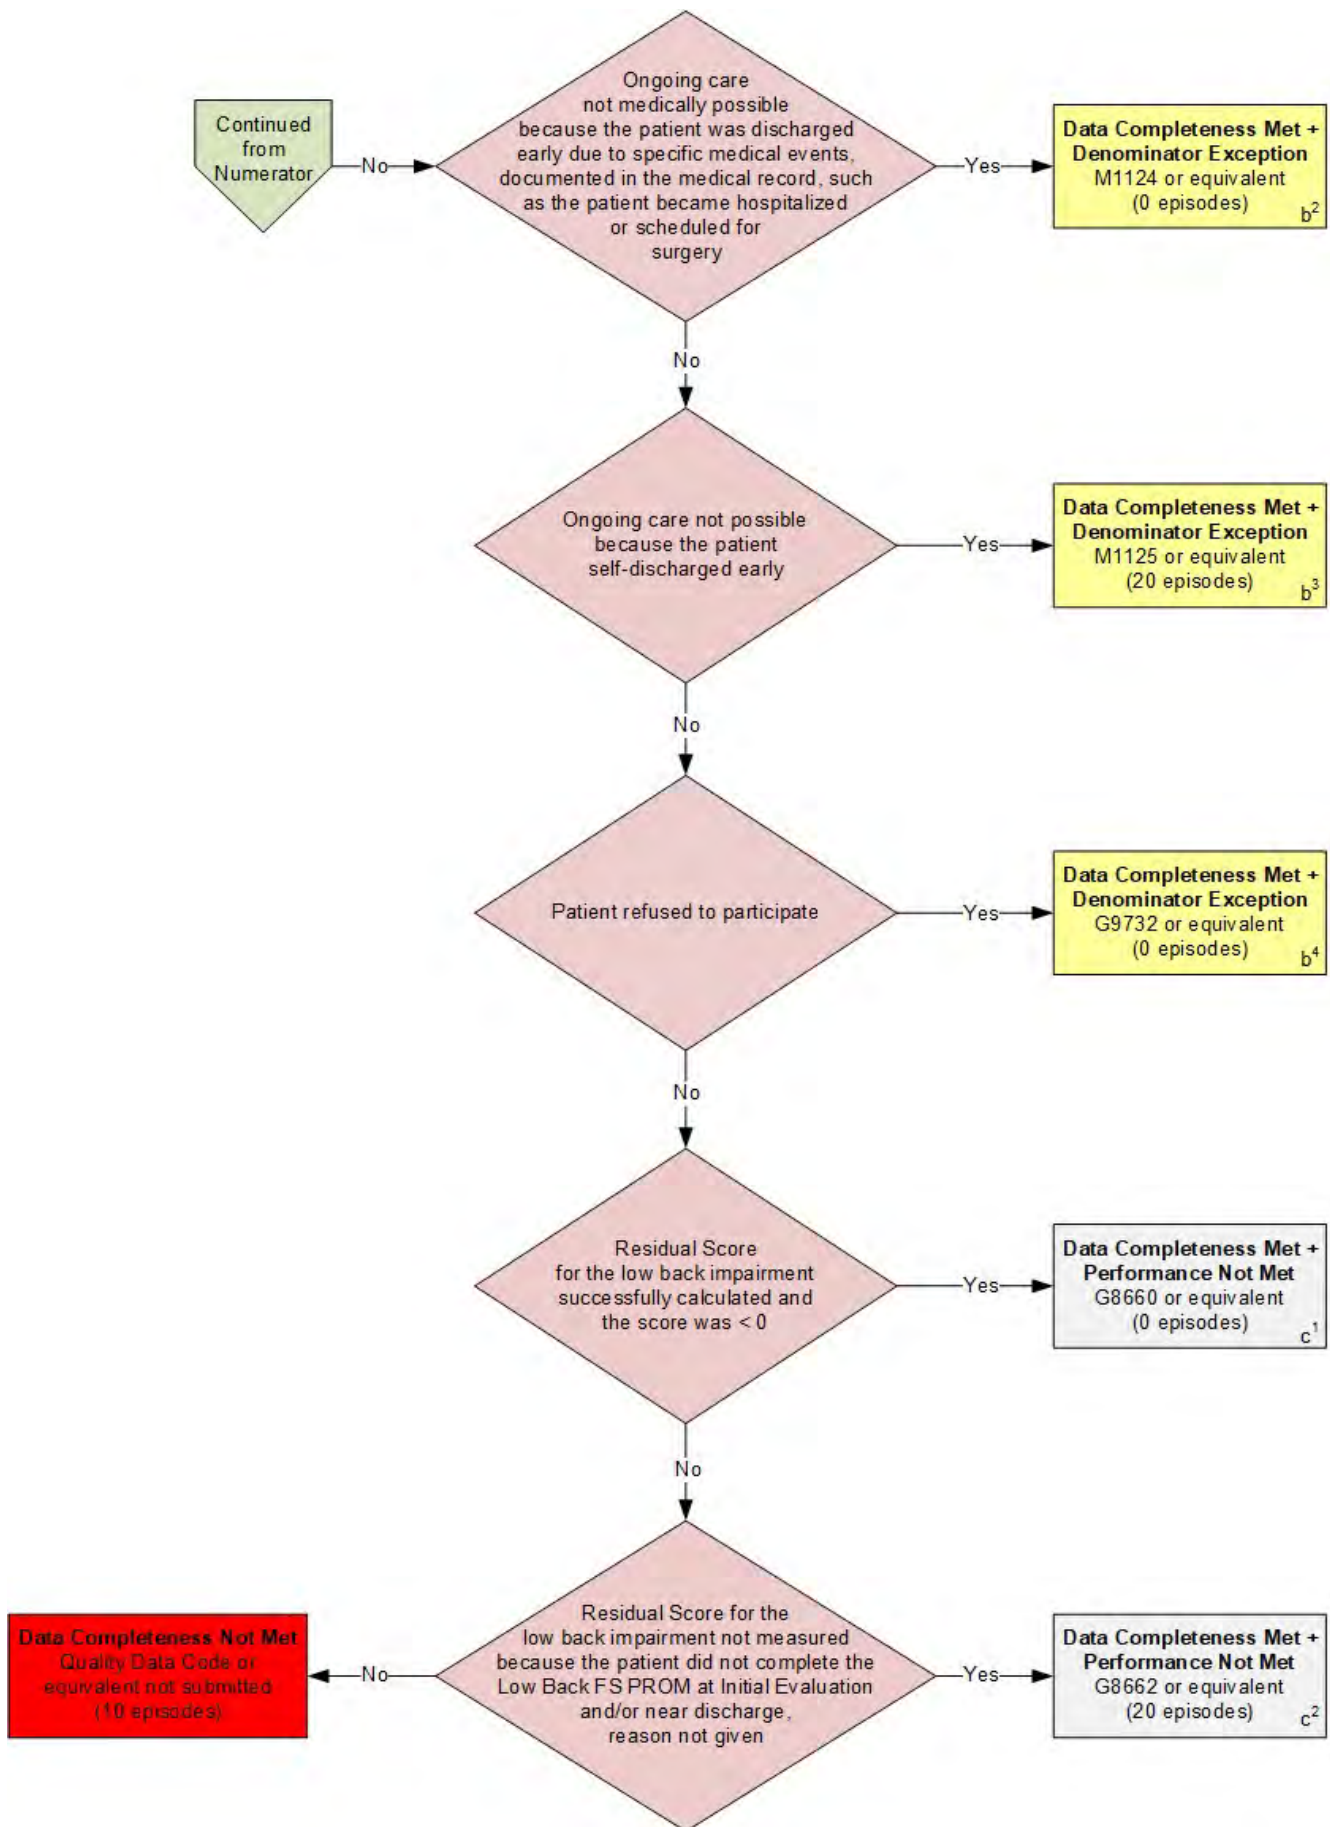 Continued
from
Numerator
No
Ongoing care
not medically possible
because the patient was discharged
early due to specific medical events,
documented in the medical record, such
as the patient became hospitalized
or scheduled for
surgery
Yes
Data Completeness Met +
Denominator Exception
M1124 or equivalent
(0 episodes)
b²
No
Ongoing care not possible
because the patient
self-discharged early
Yes
Data Completeness Met +
Denominator Exception
M1125 or equivalent
(20 episodes)
b³
No
Patient refused to participate
Yes
Data Completeness Met +
Denominator Exception
G9732 or equivalent
(0 episodes)
b⁴
No
Residual Score
for the low back impairment
successfully calculated and
the score was < 0
Yes
Data Completeness Met +
Performance Not Met
G8660 or equivalent
(0 episodes)
c¹
No
Residual Score for the
low back impairment not measured
because the patient did not complete the
Low Back FS PROM at Initial Evaluation
and/or near discharge,
reason not given
Yes
Data Completeness Met +
Performance Not Met
G8662 or equivalent
(20 episodes)
c²
No
Data Completeness Not Met
Quality Data Code or
equivalent not submitted
(10 episodes)